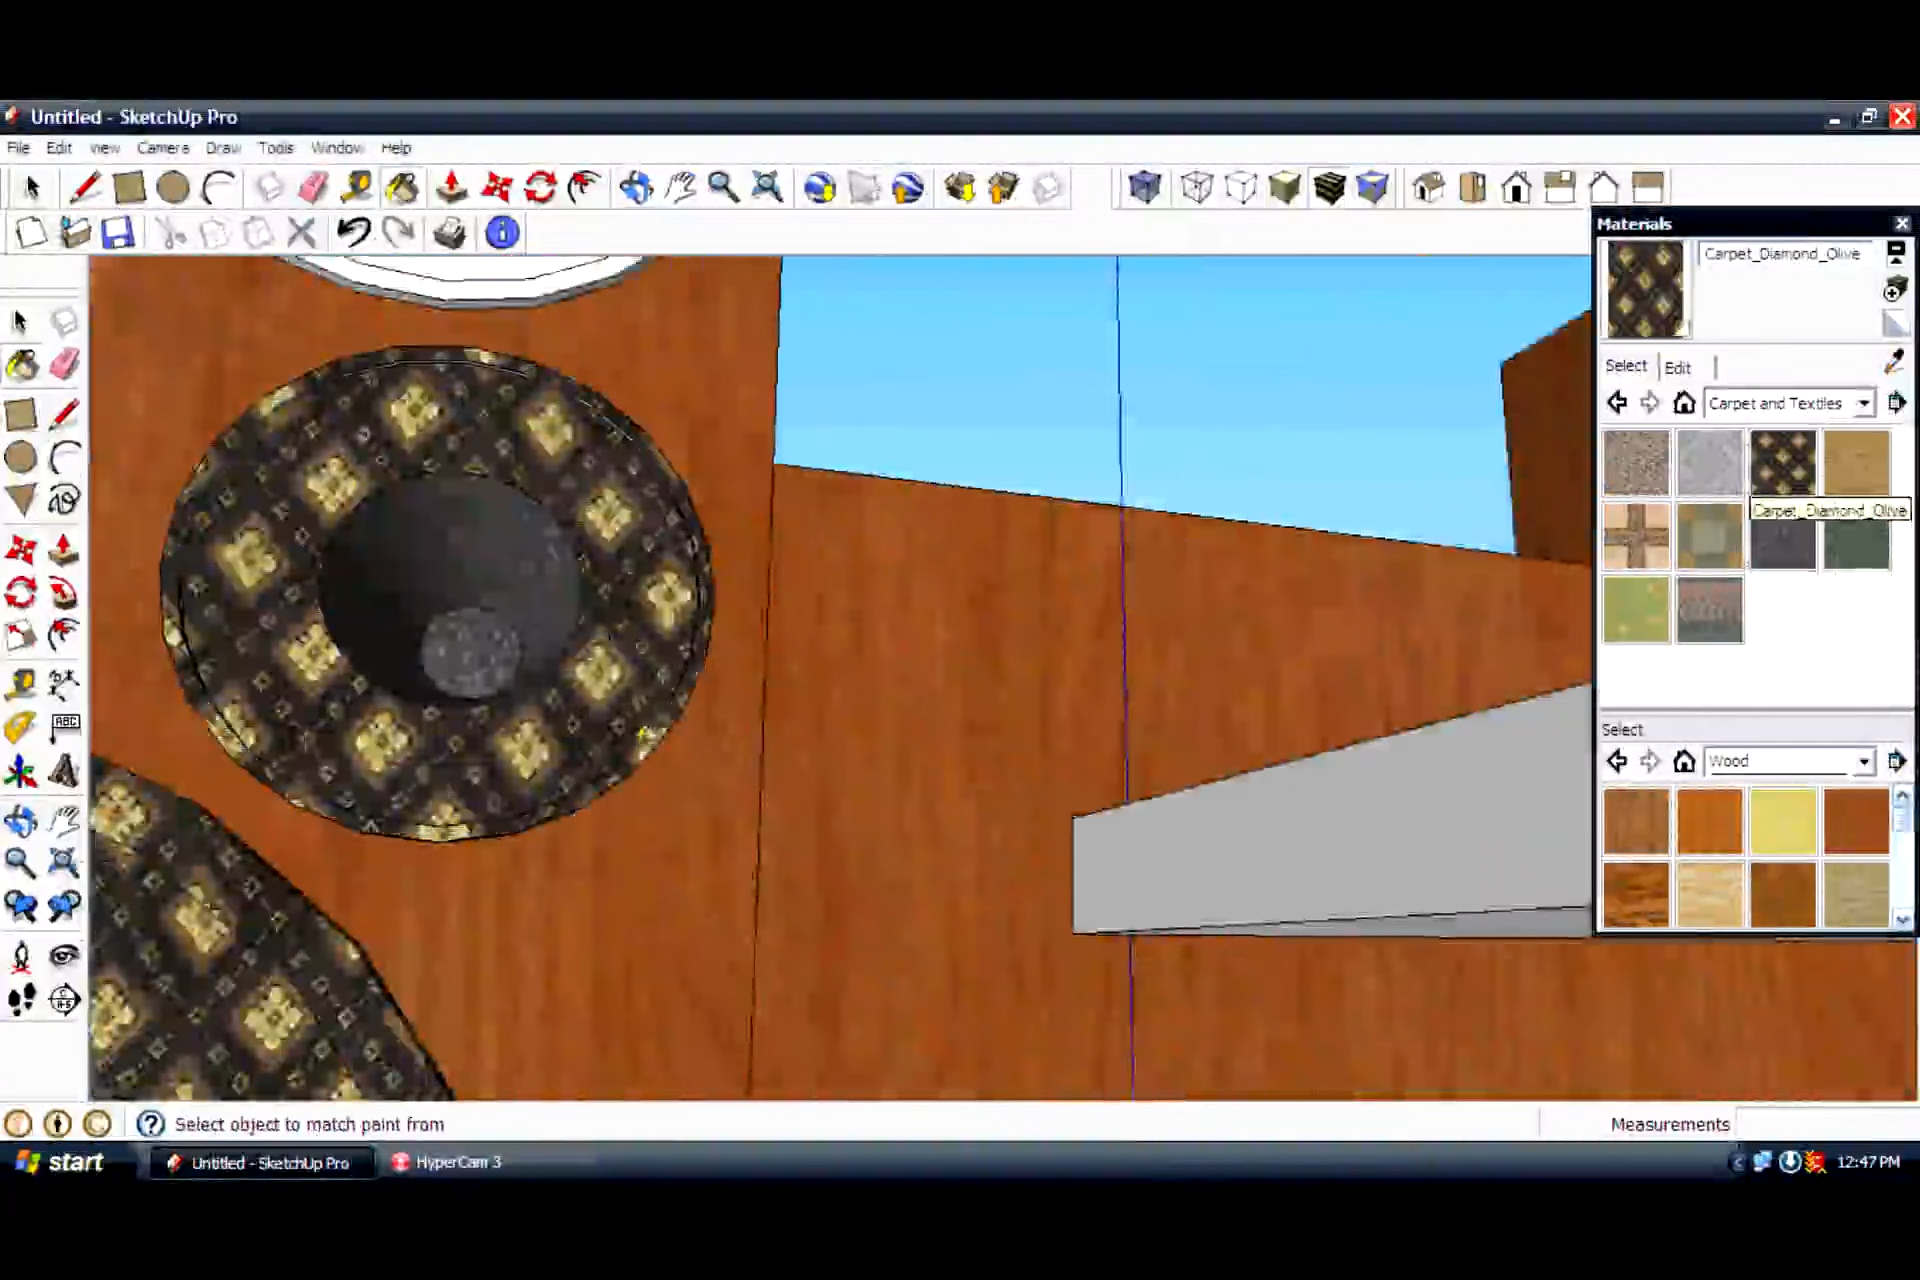 Untitled - SketchUp Pro
File Edit View Camera Draw Tools Window Help
Materials
Carpet_Diamond_Olive
Select Edit
Carpet and Textiles
Carpet_Diamond_Olive
ABC
Select
Wood
Select object to match paint from
Measurements
start
Untitled - SketchUp Pro
HyperCam 3
12:47 PM